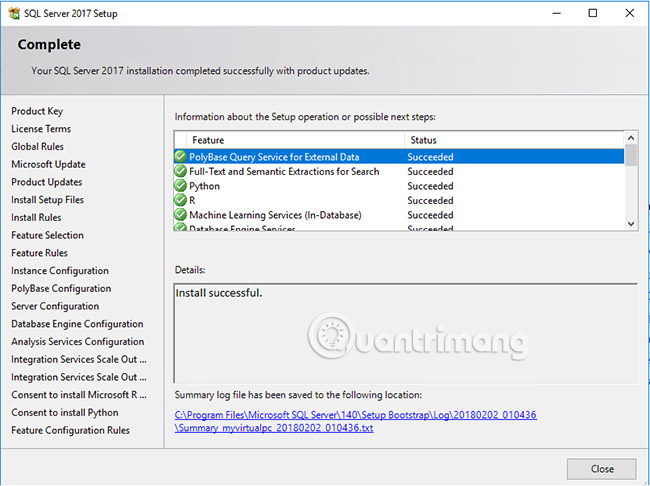 SQL Server 2017 Setup
Complete
Your SQL Server 2017 installation completed successfully with product updates.
Product Key
License Terms
Global Rules
Microsoft Update
Product Updates
Install Setup Files
Install Rules
Feature Selection
Feature Rules
Instance Configuration
PolyBase Configuration
Server Configuration
Database Engine Configuration
Analysis Services Configuration
Integration Services Scale Out ...
Integration Services Scale Out ...
Consent to install Microsoft R ...
Consent to install Python
Feature Configuration Rules
Information about the Setup operation or possible next steps:
Feature Status
PolyBase Query Service for External Data Succeeded
Full-Text and Semantic Extractions for Search Succeeded
Python Succeeded
R Succeeded
Machine Learning Services (In-Database) Succeeded
Database Engine Services Succeeded
Details:
Install successful.
Quantrimang
Summary log file has been saved to the following location:
C:\Program Files\Microsoft SQL Server\140\Setup Bootstrap\Log\20180202_010436
\Summary_myvirtualpc_20180202_010436.txt
Close